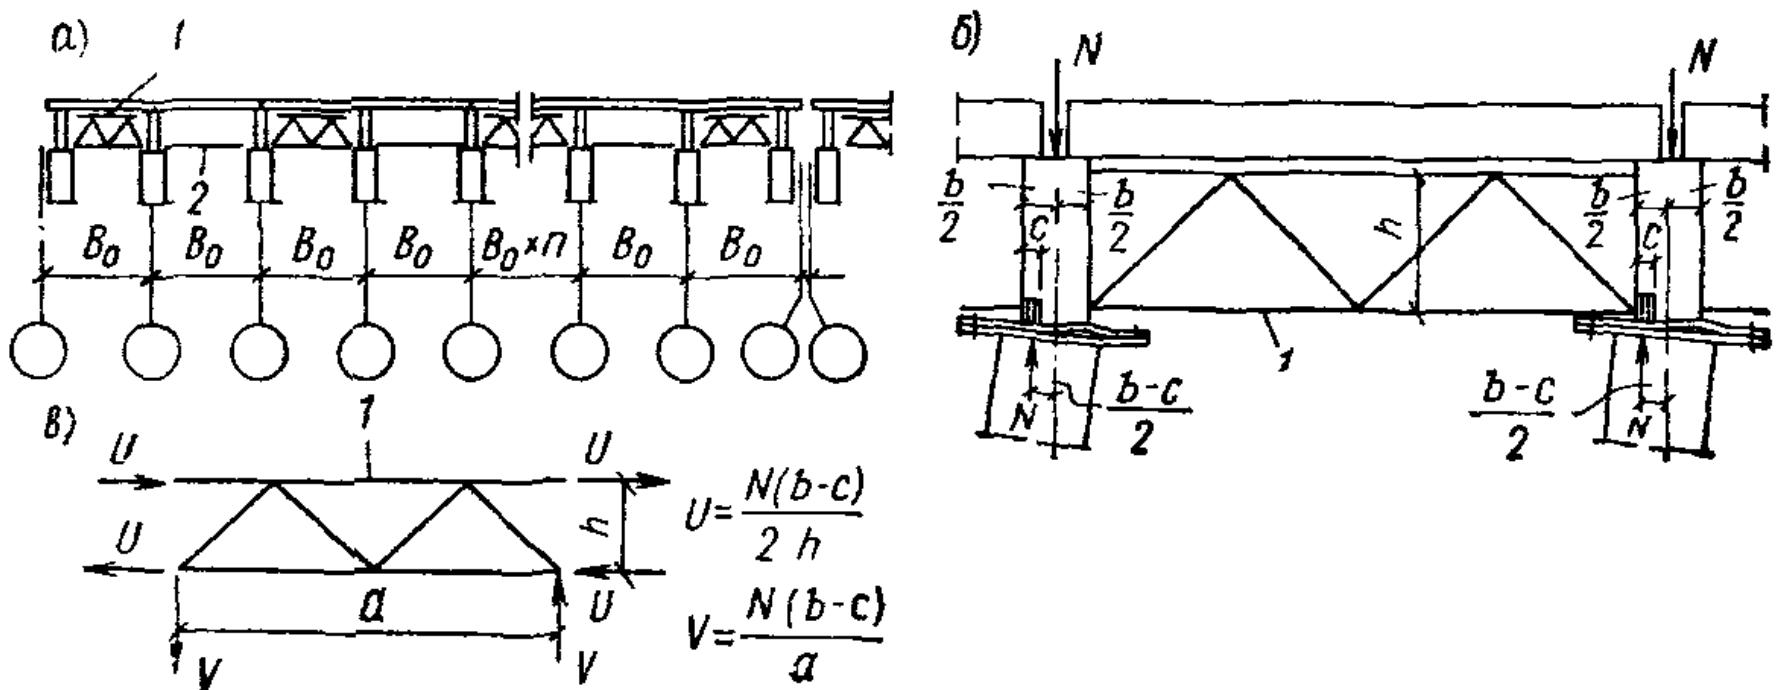 а)
1
2
B₀
B₀
B₀
B₀
B₀×n
B₀
B₀
б)
N
N
b/2
b/2
b/2
b/2
c
c
h
1
N
N
(b-c)/2
(b-c)/2
в)
1
U
U
U
U
h
a
V
V
U = N(b-c)/2h
V = N(b-c)/a